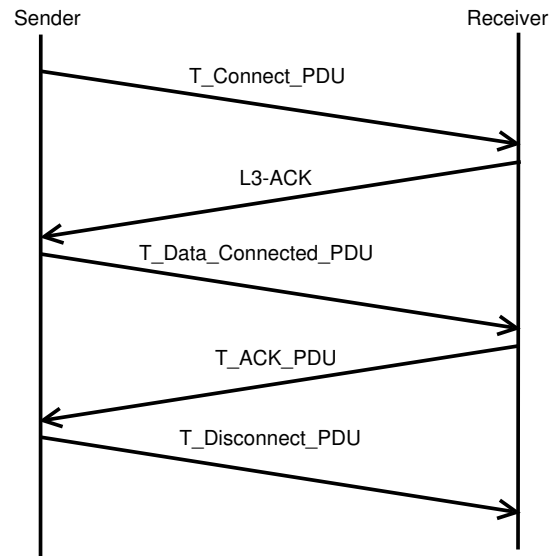 Sender
Receiver
T_Connect_PDU
L3-ACK
T_Data_Connected_PDU
T_ACK_PDU
T_Disconnect_PDU